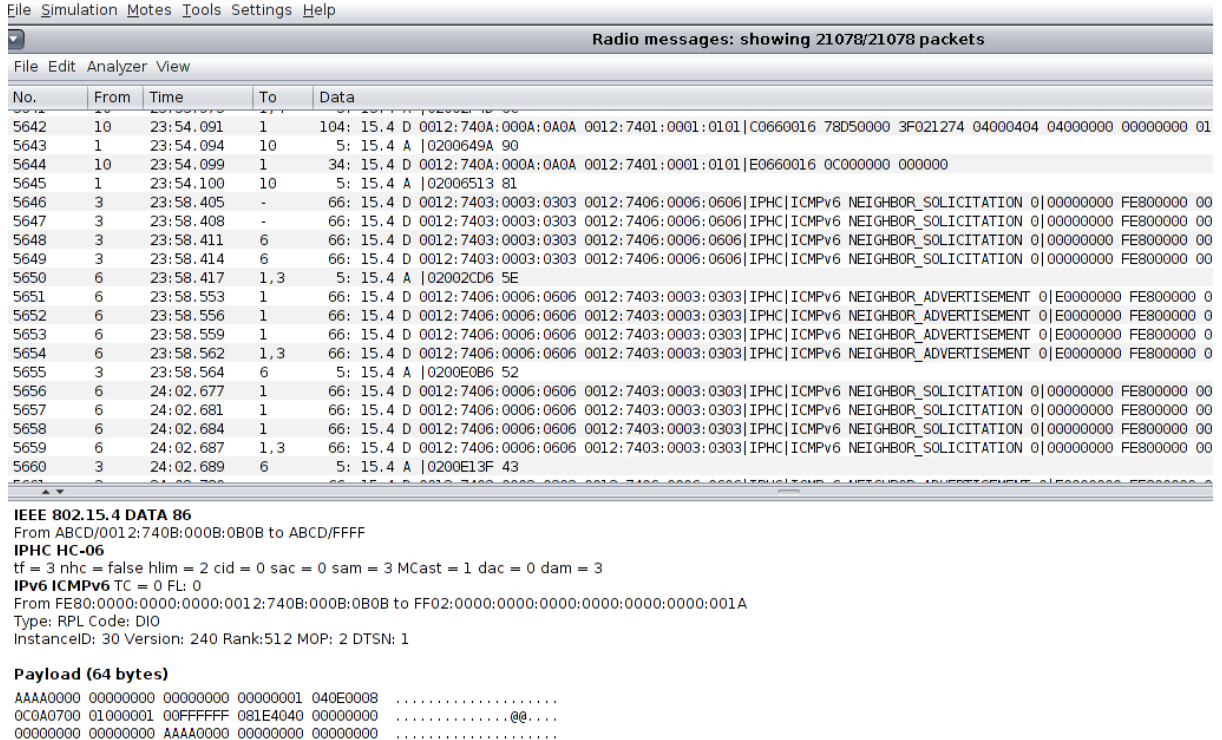 File Simulation Motes Tools Settings Help
Radio messages: showing 21078/21078 packets
File Edit Analyzer View
No. From Time To Data
5642 10 23:54.091 1 104: 15.4 D 0012:740A:000A:0A0A 0012:7401:0001:0101|C0660016 78D50000 3F021274 04000404 04000000 00000000 01
5643 1 23:54.094 10 5: 15.4 A |0200649A 90
5644 10 23:54.099 1 34: 15.4 D 0012:740A:000A:0A0A 0012:7401:0001:0101|E0660016 0C000000 000000
5645 1 23:54.100 10 5: 15.4 A |02006513 81
5646 3 23:58.405 - 66: 15.4 D 0012:7403:0003:0303 0012:7406:0006:0606|IPHC|ICMPv6 NEIGHBOR_SOLICITATION 0|00000000 FE800000 00
5647 3 23:58.408 - 66: 15.4 D 0012:7403:0003:0303 0012:7406:0006:0606|IPHC|ICMPv6 NEIGHBOR_SOLICITATION 0|00000000 FE800000 00
5648 3 23:58.411 6 66: 15.4 D 0012:7403:0003:0303 0012:7406:0006:0606|IPHC|ICMPv6 NEIGHBOR_SOLICITATION 0|00000000 FE800000 00
5649 3 23:58.414 6 66: 15.4 D 0012:7403:0003:0303 0012:7406:0006:0606|IPHC|ICMPv6 NEIGHBOR_SOLICITATION 0|00000000 FE800000 00
5650 6 23:58.417 1,3 5: 15.4 A |02002CD6 5E
5651 6 23:58.553 1 66: 15.4 D 0012:7406:0006:0606 0012:7403:0003:0303|IPHC|ICMPv6 NEIGHBOR_ADVERTISEMENT 0|E0000000 FE800000 0
5652 6 23:58.556 1 66: 15.4 D 0012:7406:0006:0606 0012:7403:0003:0303|IPHC|ICMPv6 NEIGHBOR_ADVERTISEMENT 0|E0000000 FE800000 0
5653 6 23:58.559 1 66: 15.4 D 0012:7406:0006:0606 0012:7403:0003:0303|IPHC|ICMPv6 NEIGHBOR_ADVERTISEMENT 0|E0000000 FE800000 0
5654 6 23:58.562 1,3 66: 15.4 D 0012:7406:0006:0606 0012:7403:0003:0303|IPHC|ICMPv6 NEIGHBOR_ADVERTISEMENT 0|E0000000 FE800000 0
5655 3 23:58.564 6 5: 15.4 A |0200E0B6 52
5656 6 24:02.677 1 66: 15.4 D 0012:7406:0006:0606 0012:7403:0003:0303|IPHC|ICMPv6 NEIGHBOR_SOLICITATION 0|00000000 FE800000 00
5657 6 24:02.681 1 66: 15.4 D 0012:7406:0006:0606 0012:7403:0003:0303|IPHC|ICMPv6 NEIGHBOR_SOLICITATION 0|00000000 FE800000 00
5658 6 24:02.684 1 66: 15.4 D 0012:7406:0006:0606 0012:7403:0003:0303|IPHC|ICMPv6 NEIGHBOR_SOLICITATION 0|00000000 FE800000 00
5659 6 24:02.687 1,3 66: 15.4 D 0012:7406:0006:0606 0012:7403:0003:0303|IPHC|ICMPv6 NEIGHBOR_SOLICITATION 0|00000000 FE800000 00
5660 3 24:02.689 6 5: 15.4 A |0200E13F 43
IEEE 802.15.4 DATA 86
From ABCD/0012:740B:000B:0B0B to ABCD/FFFF
IPHC HC-06
tf = 3 nhc = false hlim = 2 cid = 0 sac = 0 sam = 3 MCast = 1 dac = 0 dam = 3
IPv6 ICMPv6 TC = 0 FL: 0
From FE80:0000:0000:0000:0012:740B:000B:0B0B to FF02:0000:0000:0000:0000:0000:0000:001A
Type: RPL Code: DIO
InstanceID: 30 Version: 240 Rank:512 MOP: 2 DTSN: 1
Payload (64 bytes)
AAAA0000 00000000 00000000 00000001 040E0008 ....................
0C0A0700 01000001 00FFFFFF 081E4040 00000000 ..............@@....
00000000 00000000 AAAA0000 00000000 00000000 ....................